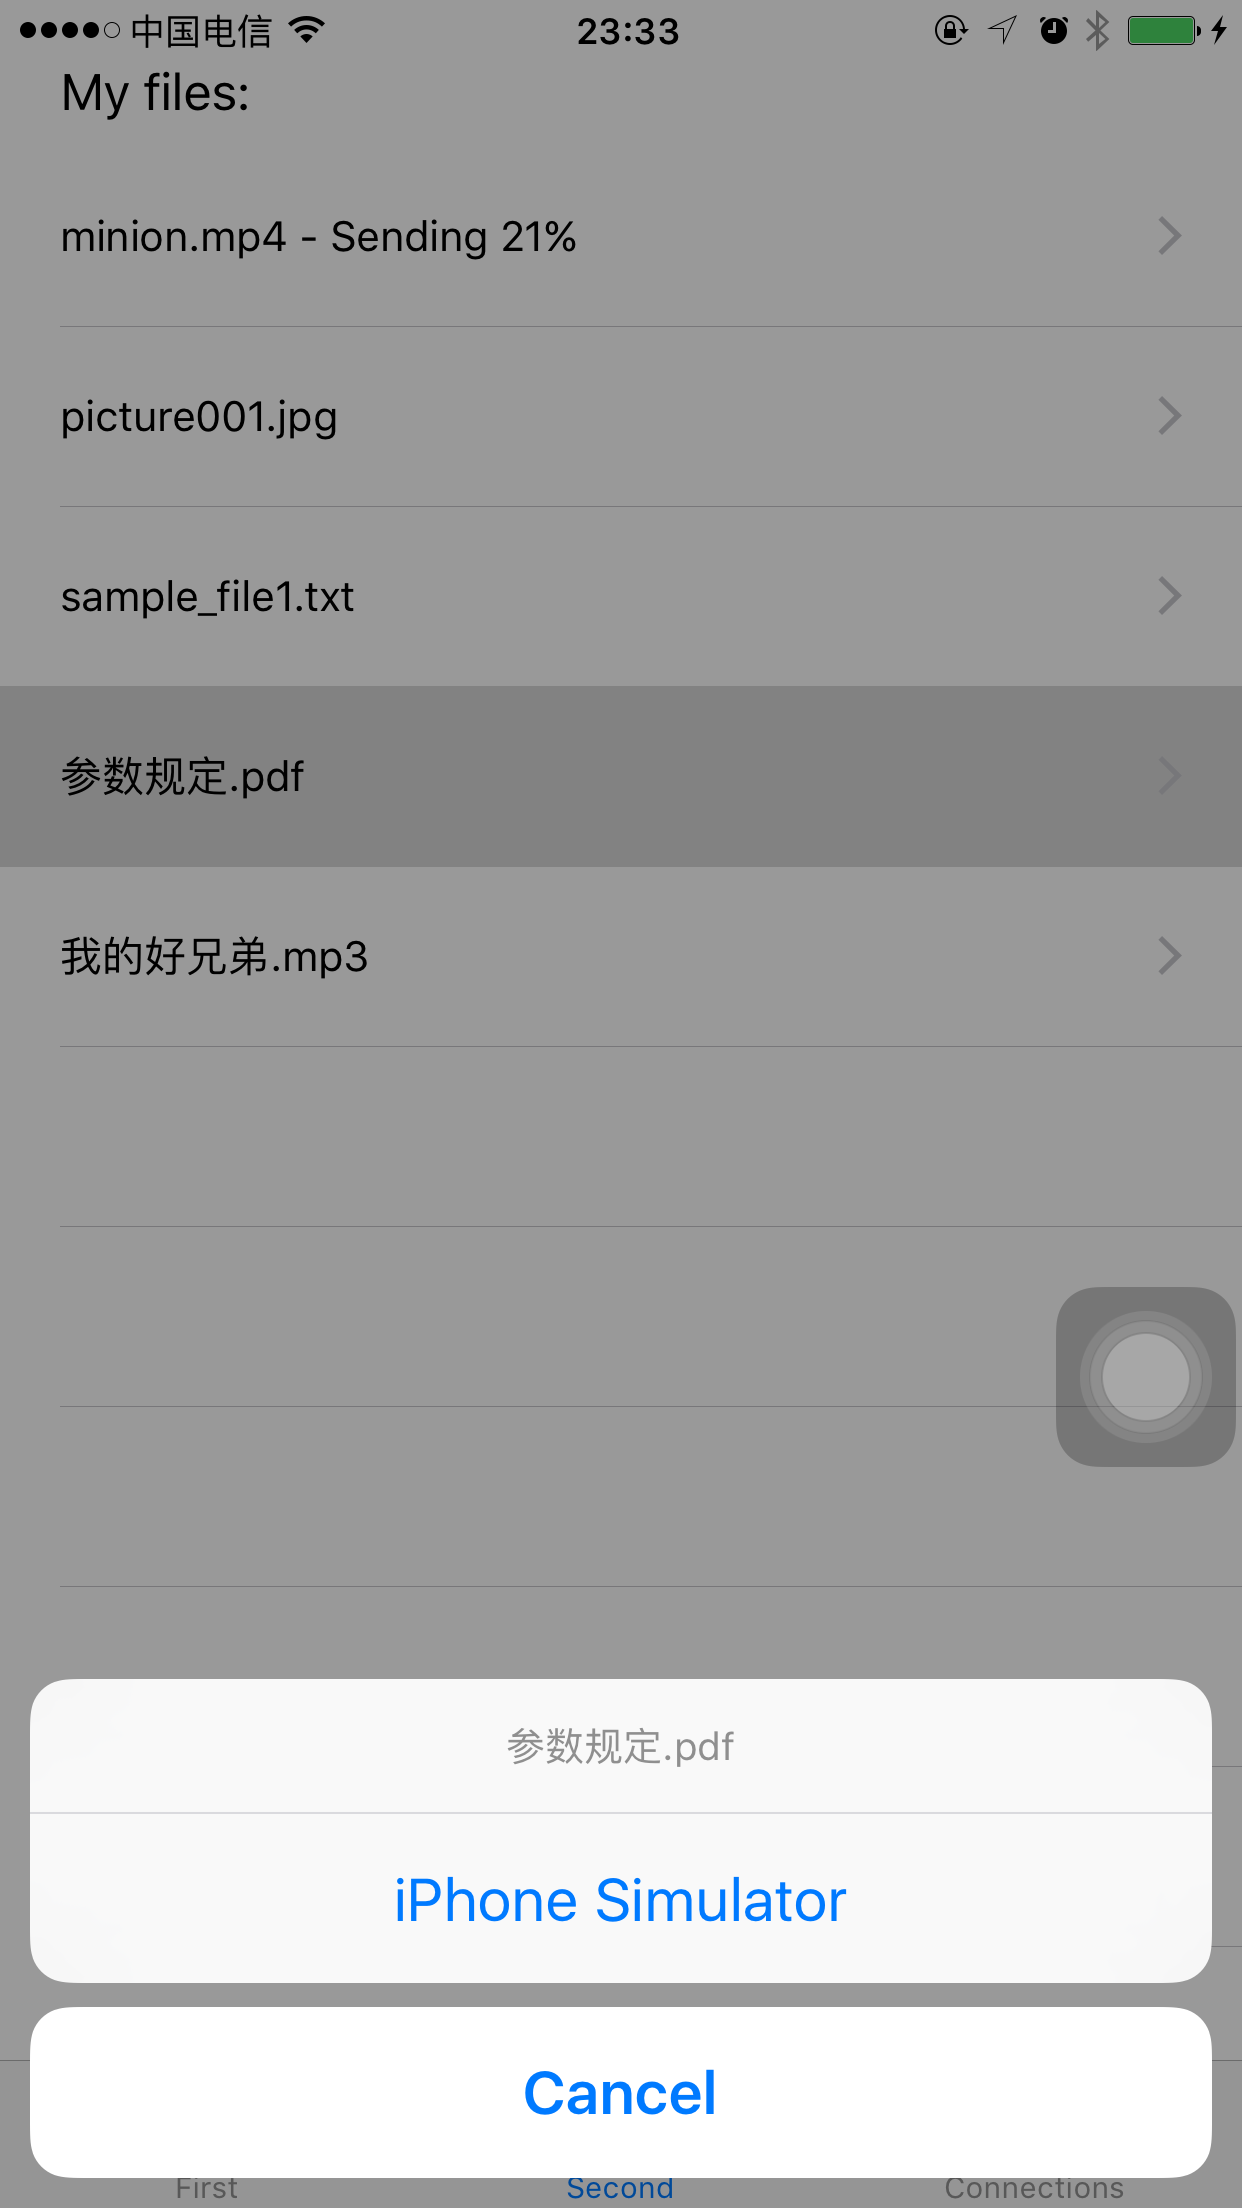 中国电信 23:33
My files:
minion.mp4 - Sending 21%
picture001.jpg
sample_file1.txt
参数规定.pdf
我的好兄弟.mp3
参数规定.pdf
iPhone Simulator
Cancel
First Second Connections